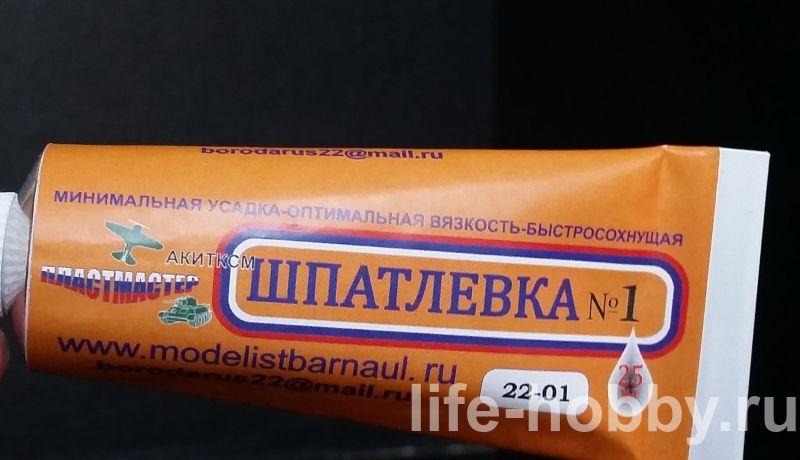 borodarus22@mail.ru
МИНИМАЛЬНАЯ УСАДКА-ОПТИМАЛЬНАЯ ВЯЗКОСТЬ-БЫСТРОСОХНУЩАЯ
АКИТКСМ
ПЛАСТМАСТЕР
ШПАТЛЕВКА №1
www.modelistbarnaul.ru
borodarus22@mail.ru
22-01
25
life-hobby.ru